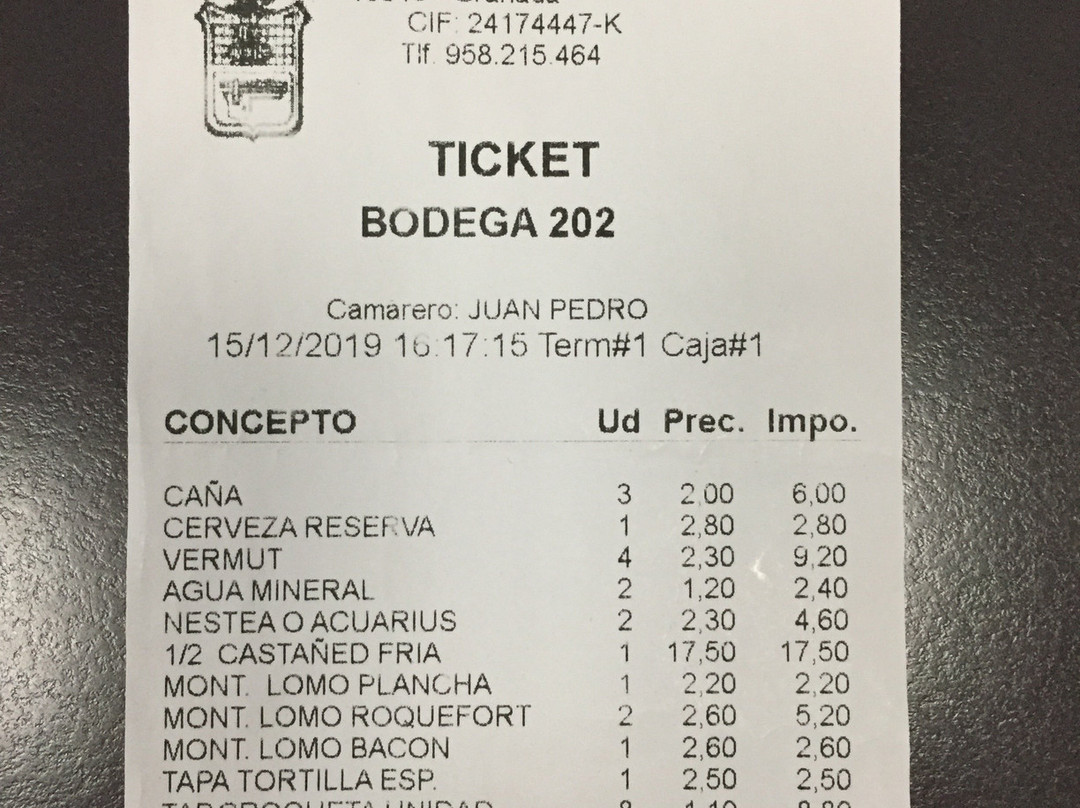 CIF: 24174447-K
Tlf. 958.215.464
TICKET
BODEGA 202
Camarero: JUAN PEDRO
15/12/2019 16:17:15 Term#1 Caja#1
CONCEPTO Ud Prec. Impo.
CAÑA 3 2,00 6,00
CERVEZA RESERVA 1 2,80 2,80
VERMUT 4 2,30 9,20
AGUA MINERAL 2 1,20 2,40
NESTEA O ACUARIUS 2 2,30 4,60
1/2 CASTAÑED FRIA 1 17,50 17,50
MONT. LOMO PLANCHA 1 2,20 2,20
MONT. LOMO ROQUEFORT 2 2,60 5,20
MONT. LOMO BACON 1 2,60 2,60
TAPA TORTILLA ESP. 1 2,50 2,50